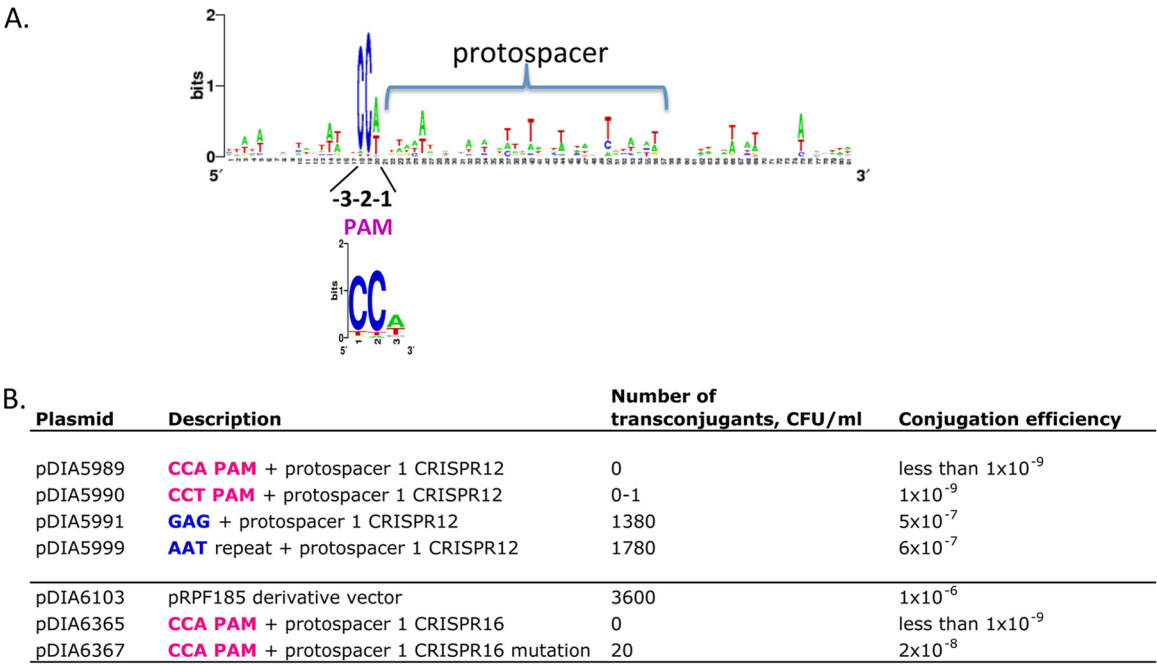 A.
protospacer
2
1
0
bits
5′
3′
-3-2-1
PAM
2
1
0
bits
1 2 3
5′
3′
B.
Plasmid Description Number of transconjugants, CFU/ml Conjugation efficiency
pDIA5989 CCA PAM + protospacer 1 CRISPR12 0 less than 1x10⁻⁹
pDIA5990 CCT PAM + protospacer 1 CRISPR12 0-1 1x10⁻⁹
pDIA5991 GAG + protospacer 1 CRISPR12 1380 5x10⁻⁷
pDIA5999 AAT repeat + protospacer 1 CRISPR12 1780 6x10⁻⁷
pDIA6103 pRPF185 derivative vector 3600 1x10⁻⁶
pDIA6365 CCA PAM + protospacer 1 CRISPR16 0 less than 1x10⁻⁹
pDIA6367 CCA PAM + protospacer 1 CRISPR16 mutation 20 2x10⁻⁸